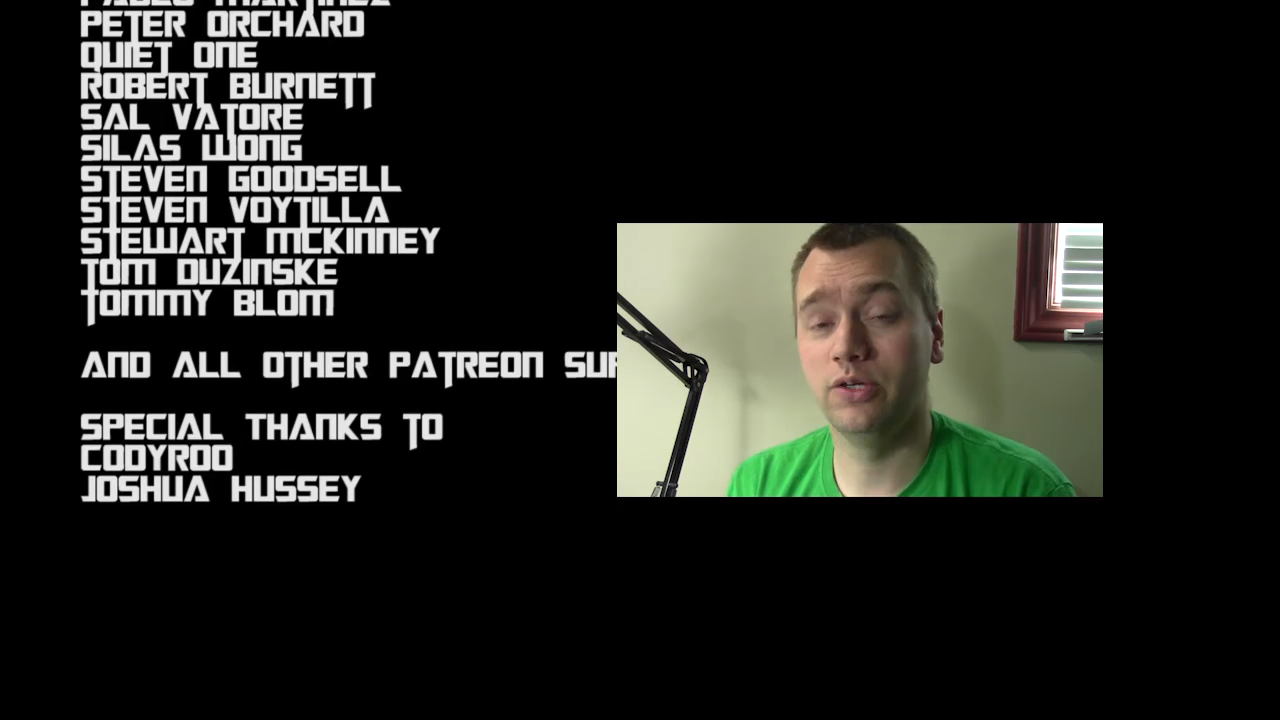 PETER ORCHARD
QUIET ONE
ROBERT BURNETT
SAL VATORE
SILAS WONG
STEVEN GOODSELL
STEVEN VOYTILLA
STEWART MCKINNEY
TOM DUZINSKE
TOMMY BLOM
AND ALL OTHER PATREON
SPECIAL THANKS TO
CODYROO
JOSHUA HUSSEY